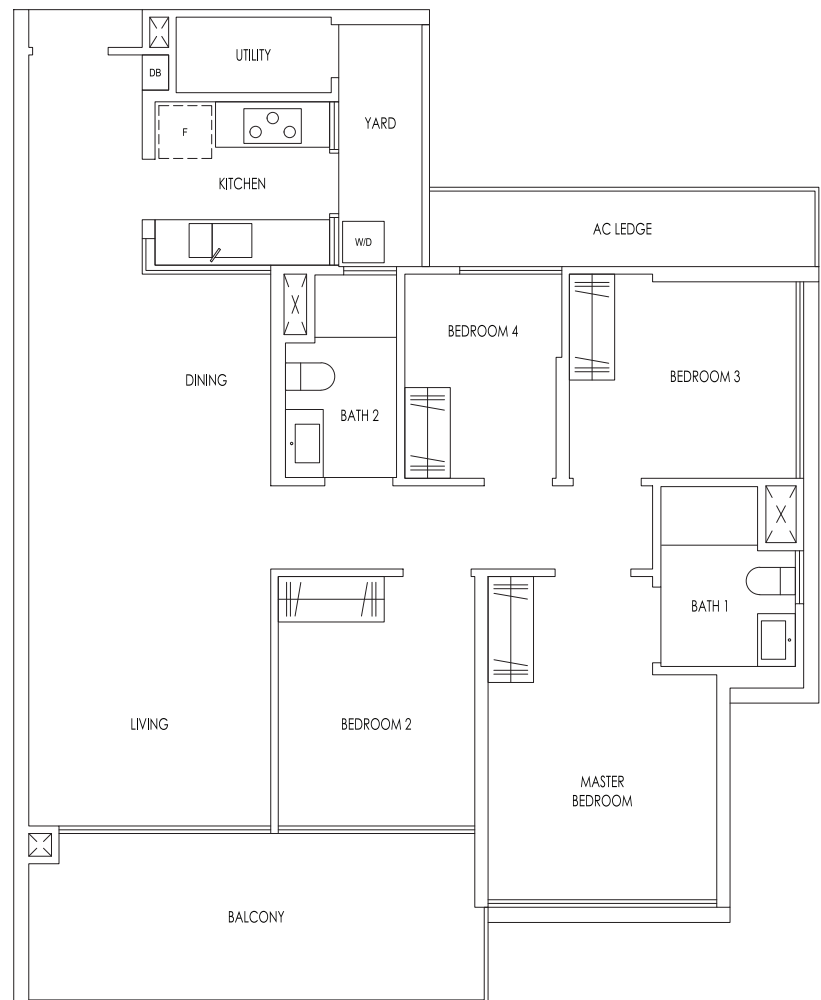 UTILITY
DB
YARD
F
KITCHEN
AC LEDGE
W/D
BEDROOM 4
BEDROOM 3
DINING
BATH 2
BATH 1
LIVING
BEDROOM 2
MASTER
BEDROOM
BALCONY